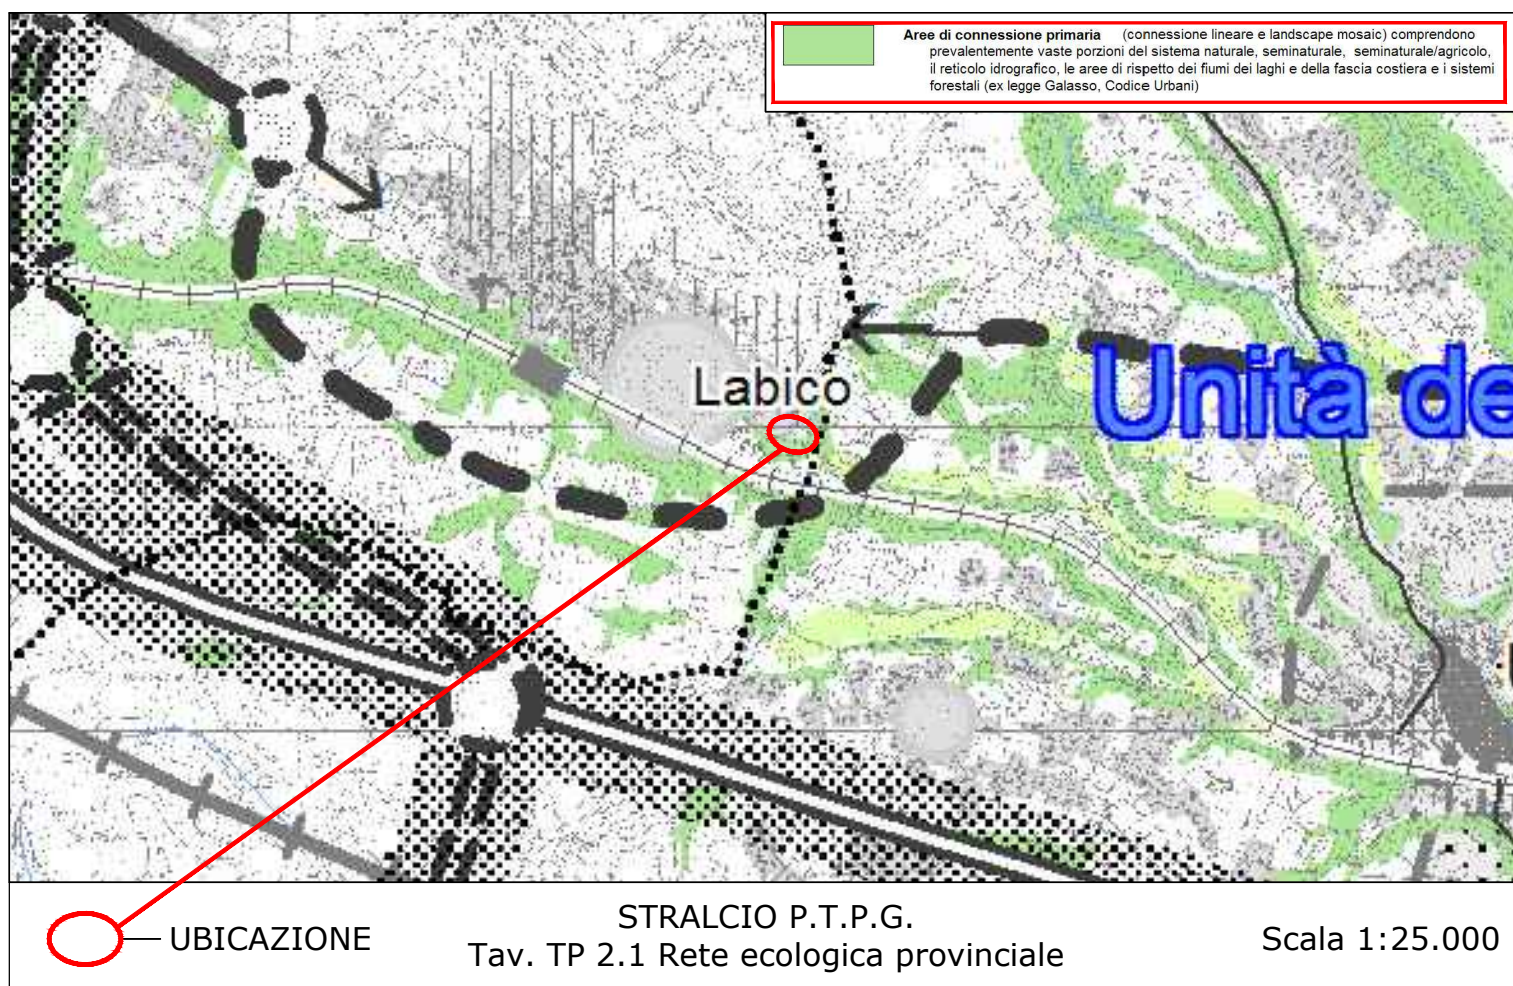 Aree di connessione primaria (connessione lineare e landscape mosaic) comprendono
prevalentemente vaste porzioni del sistema naturale, seminaturale, seminaturale/agricolo,
il reticolo idrografico, le aree di rispetto dei fiumi dei laghi e della fascia costiera e i sistemi
forestali (ex legge Galasso, Codice Urbani)
Labico
Unità de
UBICAZIONE
STRALCIO P.T.P.G.
Tav. TP 2.1 Rete ecologica provinciale
Scala 1:25.000